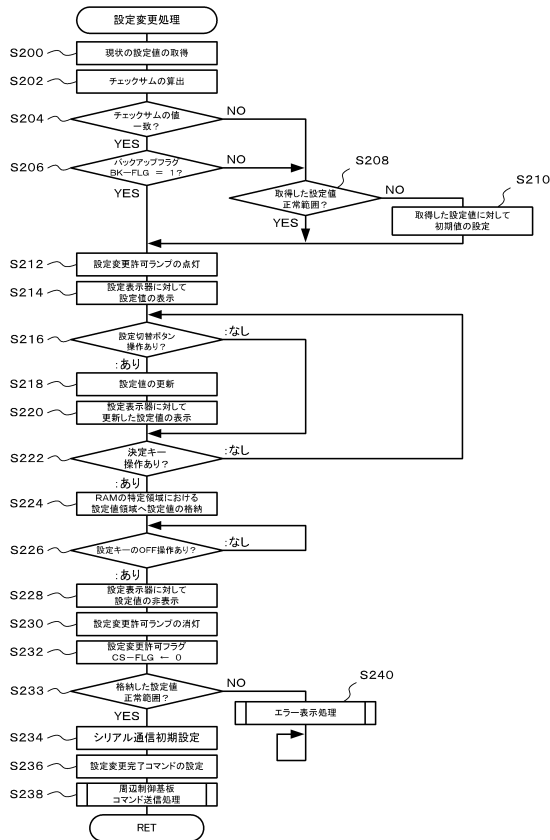 設定変更処理
S200
現状の設定値の取得
S202
チェックサムの算出
S204
チェックサムの値
一致？
NO
YES
S206
バックアップフラグ
BK－FLG ＝ 1？
NO
YES
S208
取得した設定値
正常範囲？
NO
YES
S210
取得した設定値に対して
初期値の設定
S212
設定変更許可ランプの点灯
S214
設定表示器に対して
設定値の表示
S216
設定切替ボタン
操作あり？
:なし
:あり
S218
設定値の更新
S220
設定表示器に対して
更新した設定値の表示
S222
決定キー
操作あり？
:なし
:あり
S224
RAMの特定領域における
設定値領域へ設定値の格納
S226
設定キーのOFF操作あり？
:なし
:あり
S228
設定表示器に対して
設定値の非表示
S230
設定変更許可ランプの消灯
S232
設定変更許可フラグ
CS－FLG ← 0
S233
格納した設定値
正常範囲？
NO
YES
S240
エラー表示処理
S234
シリアル通信初期設定
S236
設定変更完了コマンドの設定
S238
周辺制御基板
コマンド送信処理
RET